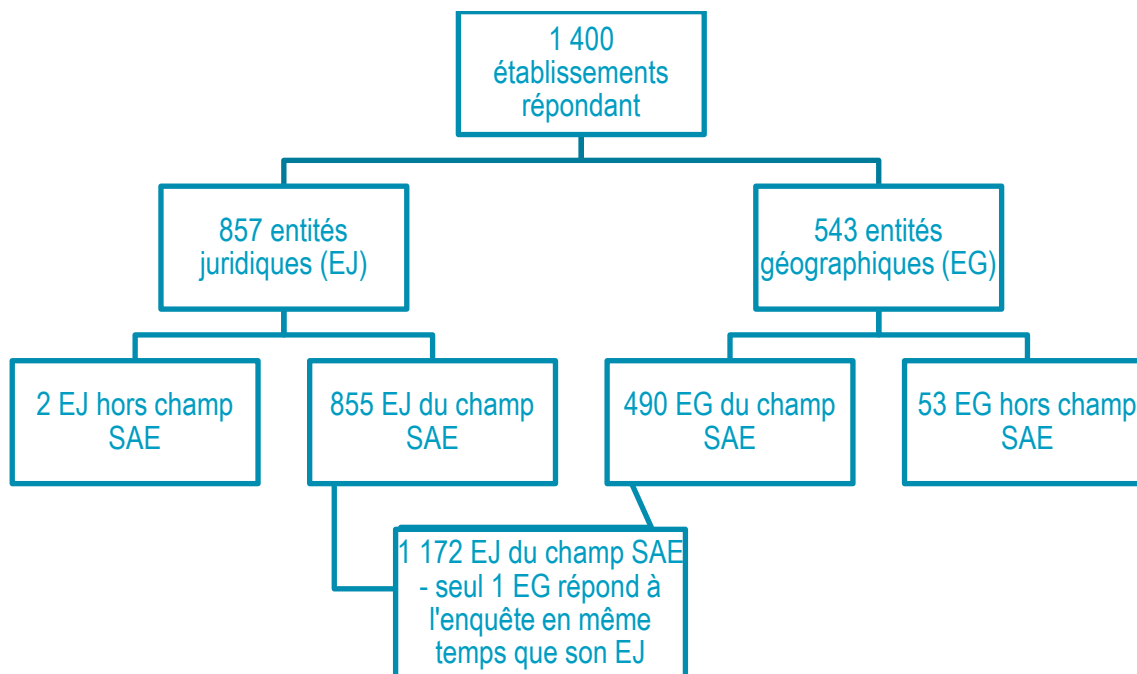 1 400
établissements
répondant
857 entités
juridiques (EJ)
543 entités
géographiques (EG)
2 EJ hors champ
SAE
855 EJ du champ
SAE
490 EG du champ
SAE
53 EG hors champ
SAE
1 172 EJ du champ SAE
- seul 1 EG répond à
l'enquête en même
temps que son EJ